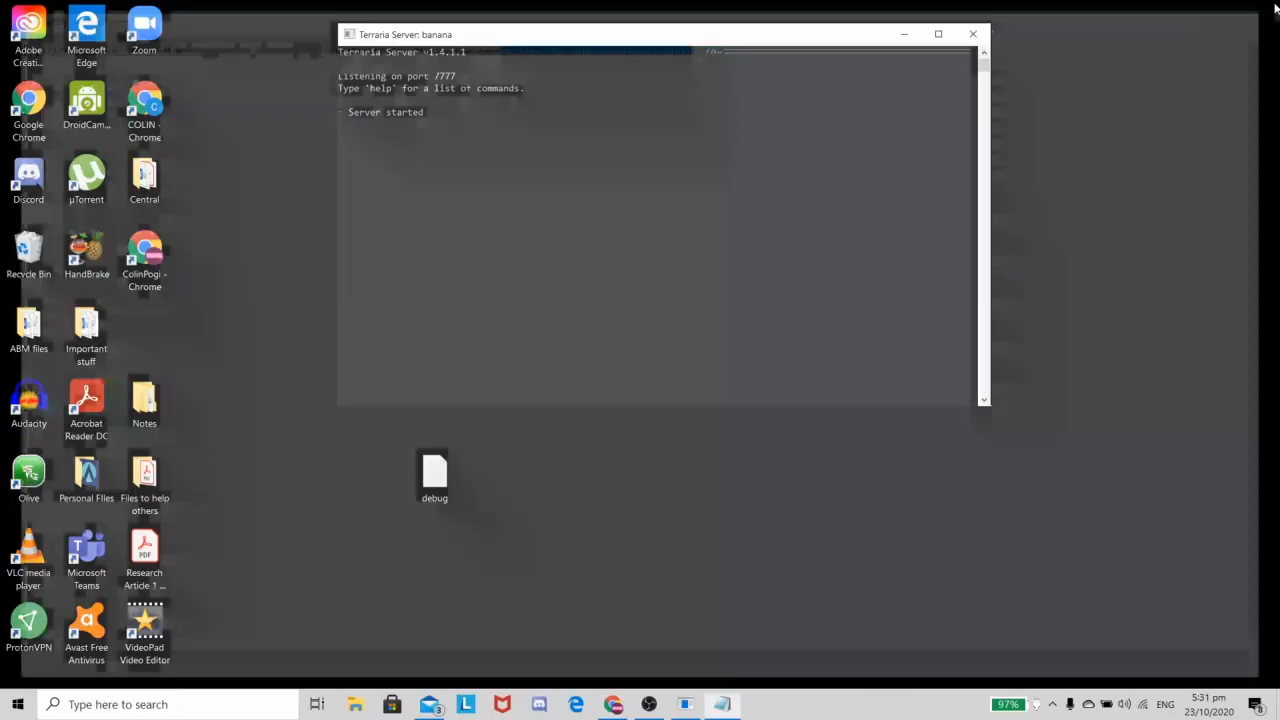 Terraria Server: banana
Terraria Server v1.4.1.1
Listening on port 7777
Type 'help' for a list of commands.
Server started
Adobe Creati...
Microsoft Edge
Zoom
Google Chrome
DroidCam...
COLIN - Chrome
Discord
µTorrent
Central
Recycle Bin
HandBrake
ColinPogi - Chrome
ABM files
Important stuff
Audacity
Acrobat Reader DC
Notes
Olive
Personal FIles
Files to help others
debug
VLC media player
Microsoft Teams
PDF
Research Article 1 ...
ProtonVPN
Avast Free Antivirus
VideoPad Video Editor
Type here to search
3
97%
ENG
5:31 pm
23/10/2020
8